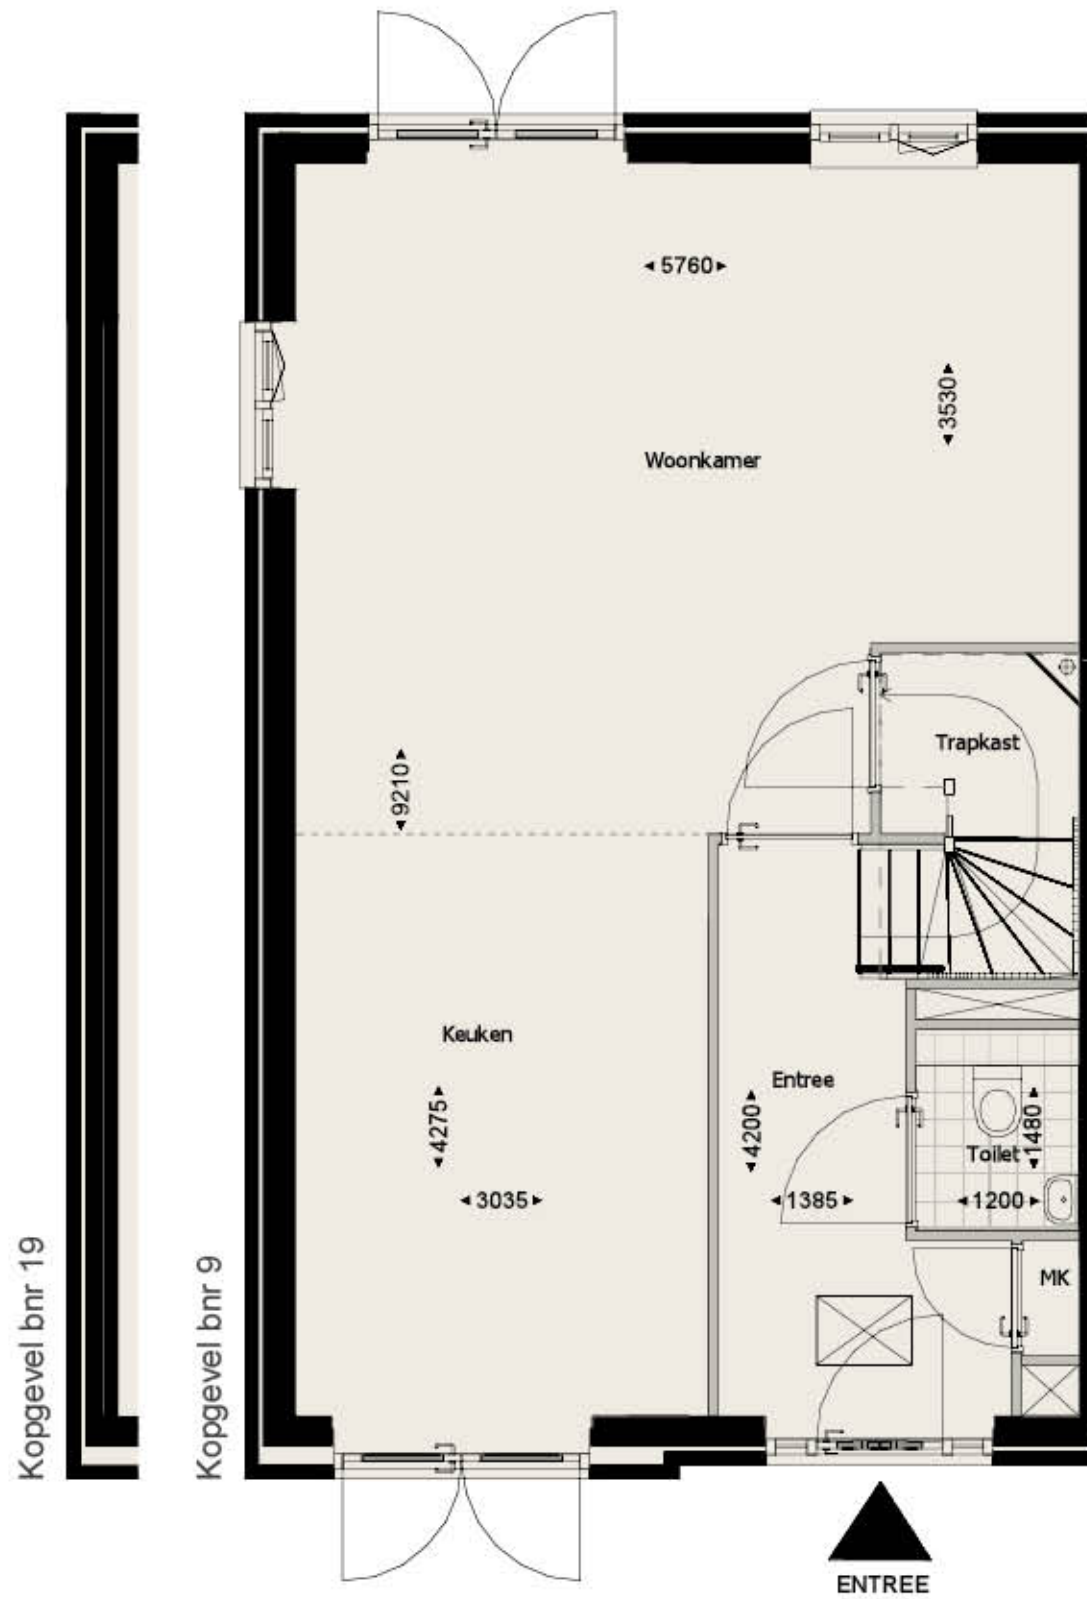 5760
3530
Woonkamer
Trapkast
9210
Keuken
Entree
4275
4200
1480
Toilet
3035
1385
1200
MK
Kopgevel bnr 19
Kopgevel bnr 9
ENTREE